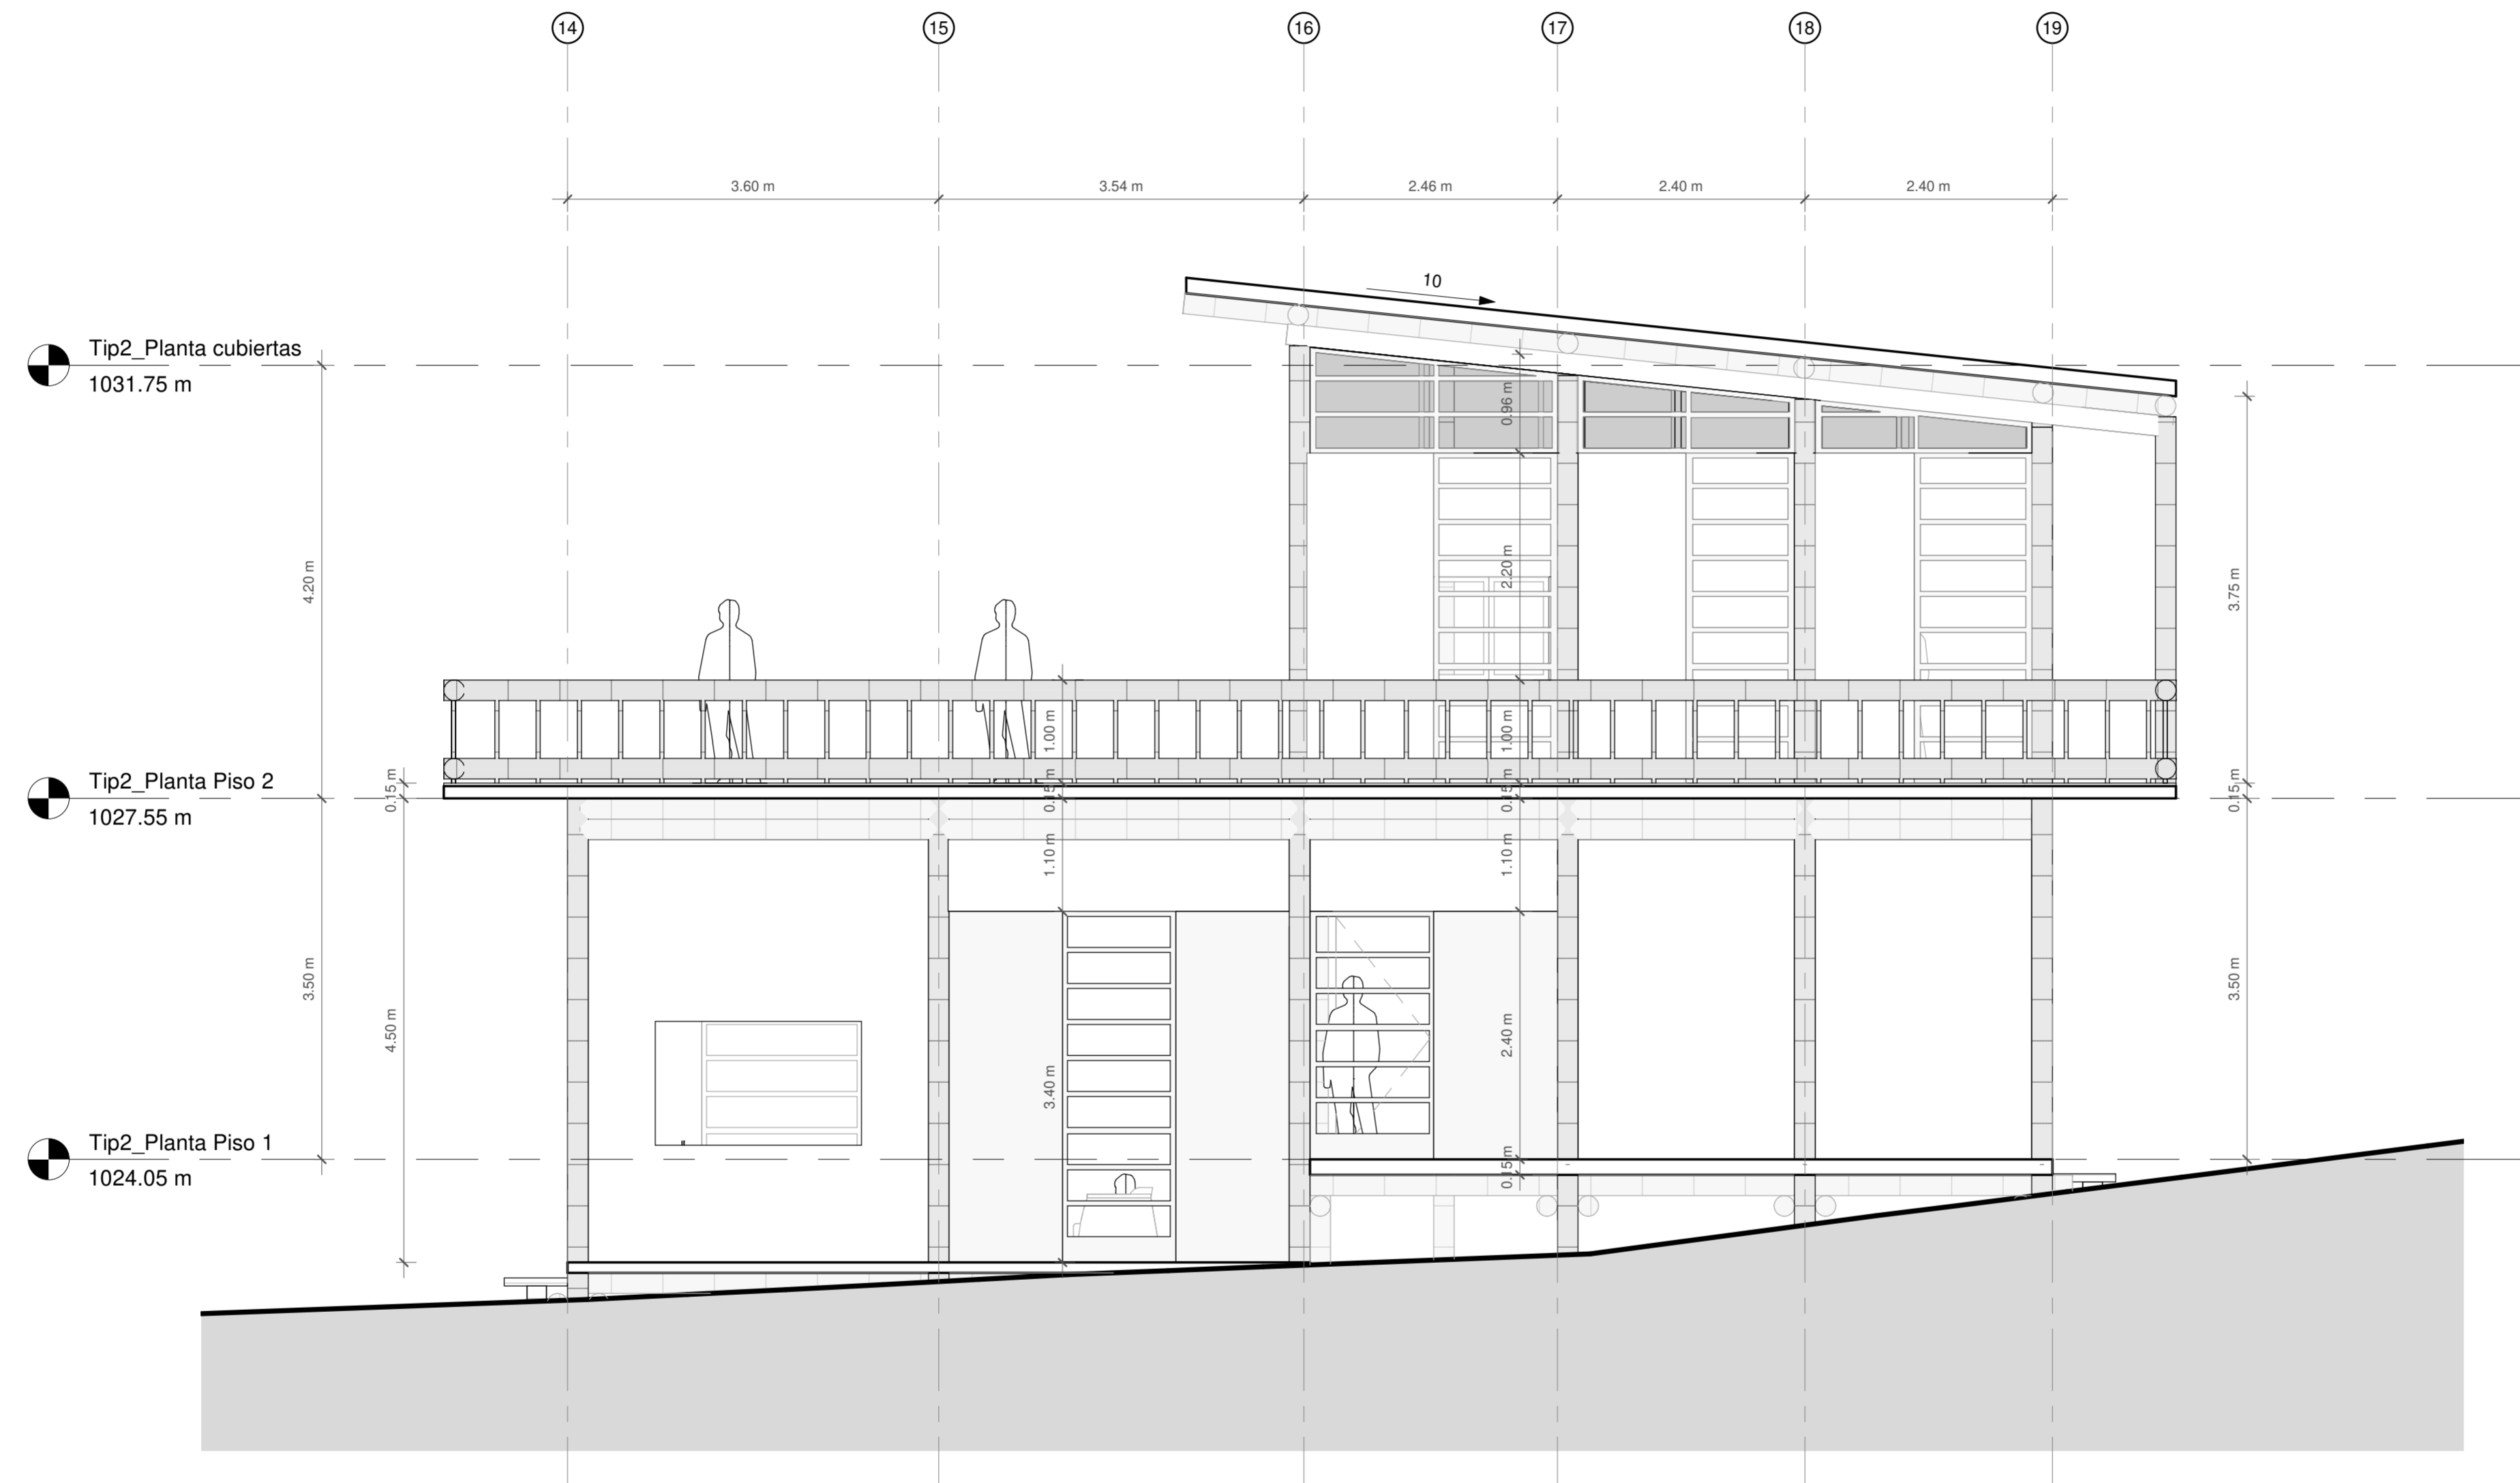 14 15 16 17 18 19
3.60 m 3.54 m 2.46 m 2.40 m 2.40 m
10
Tip2_Planta cubiertas
1031.75 m
0.96 m
4.20 m
2.20 m
3.75 m
1.00 m 1.00 m
Tip2_Planta Piso 2
1027.55 m
0.15 m 0.15 m 0.15 m 0.15 m
1.10 m 1.10 m
3.50 m
4.50 m
3.40 m
2.40 m
3.50 m
Tip2_Planta Piso 1
1024.05 m
0.15 m